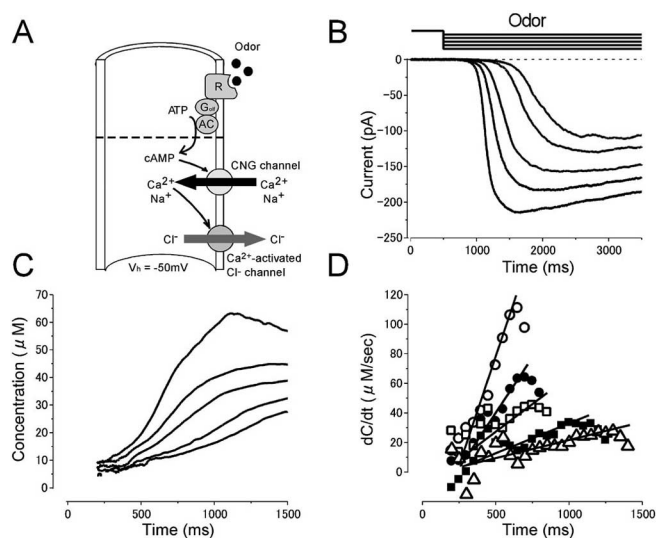 A
Odor
R
Golf
AC
ATP
cAMP
CNG channel
Ca2+
Na+
Ca2+
Na+
Cl-
Cl-
Vh = -50mV
Ca2+-activated
Cl- channel
B
Odor
0
-50
-100
-150
-200
-250
Current (pA)
0
1000
2000
3000
Time (ms)
C
70
60
50
40
30
20
10
0
Concentration (μM)
0
500
1000
1500
Time (ms)
D
120
100
80
60
40
20
0
dC/dt (μM/sec)
0
500
1000
1500
Time (ms)